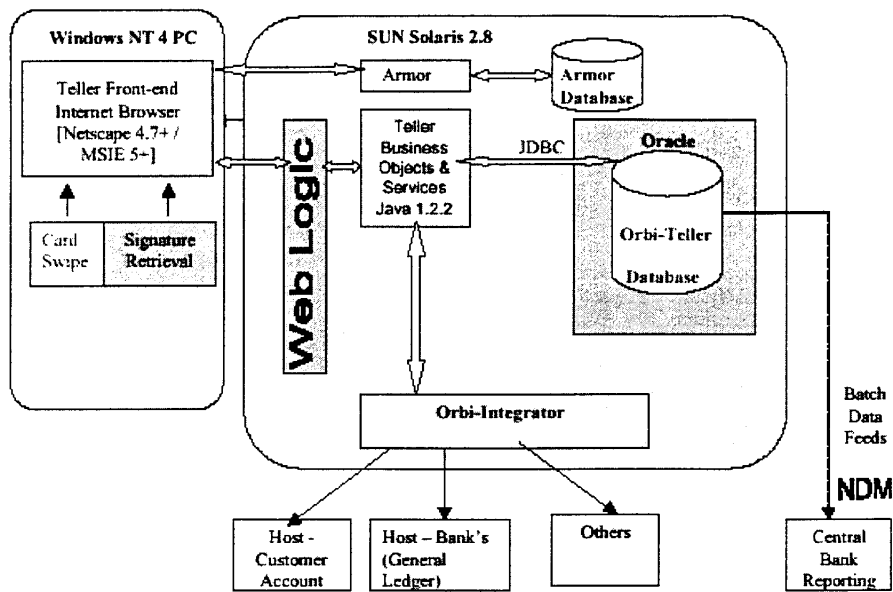 Windows NT 4 PC
Teller Front-end
Internet Browser
[Netscape 4.7+ /
MSIE 5+]
Card
Swipe
Signature
Retrieval
SUN Solaris 2.8
Armor
Armor
Database
Web Logic
Teller
Business
Objects &
Services
Java 1.2.2
JDBC
Oracle
Orbi-Teller
Database
Orbi-Integrator
Batch
Data
Feeds
NDM
Host -
Customer
Account
Host – Bank's
(General
Ledger)
Others
Central
Bank
Reporting